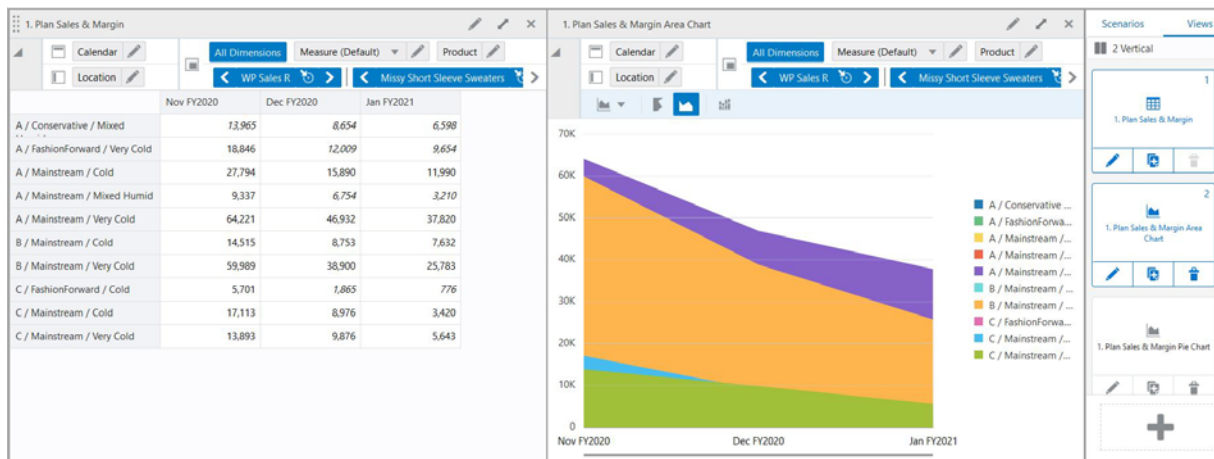 1. Plan Sales & Margin
Calendar
All Dimensions
Measure (Default)
Product
Location
WP Sales R
Missy Short Sleeve Sweaters
Nov FY2020 Dec FY2020 Jan FY2021
A / Conservative / Mixed 13,965 8,654 6,598
A / FashionForward / Very Cold 18,846 12,009 9,654
A / Mainstream / Cold 27,794 15,890 11,990
A / Mainstream / Mixed Humid 9,337 6,754 3,210
A / Mainstream / Very Cold 64,221 46,932 37,820
B / Mainstream / Cold 14,515 8,753 7,632
B / Mainstream / Very Cold 59,989 38,900 25,783
C / FashionForward / Cold 5,701 1,865 776
C / Mainstream / Cold 17,113 8,976 3,420
C / Mainstream / Very Cold 13,893 9,876 5,643
1. Plan Sales & Margin Area Chart
Calendar
All Dimensions
Measure (Default)
Product
Location
WP Sales R
Missy Short Sleeve Sweaters
70K
60K
50K
40K
30K
20K
10K
0
Nov FY2020 Dec FY2020 Jan FY2021
A / Conservative ...
A / FashionForwa...
A / Mainstream /...
A / Mainstream /...
A / Mainstream /...
B / Mainstream / ...
B / Mainstream / ...
C / FashionForwa...
C / Mainstream /...
C / Mainstream /...
Scenarios Views
2 Vertical
1
1. Plan Sales & Margin
2
1. Plan Sales & Margin Area
Chart
1. Plan Sales & Margin Pie Chart